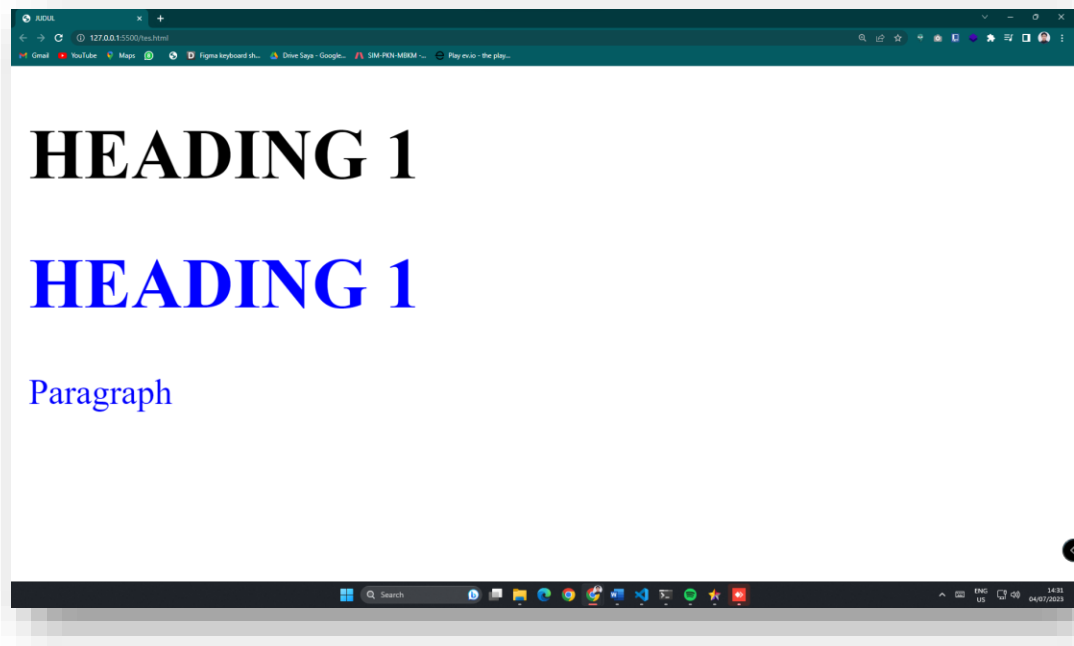 JUDUL
127.0.0.1:5500/tes.html
Gmail YouTube Maps Figma keyboard sh... Drive Saya - Google... SIM-PKN-MBKM -... Play ev.io - the play...
HEADING 1
HEADING 1
Paragraph
Search
ENG
US
14:31
04/07/2023